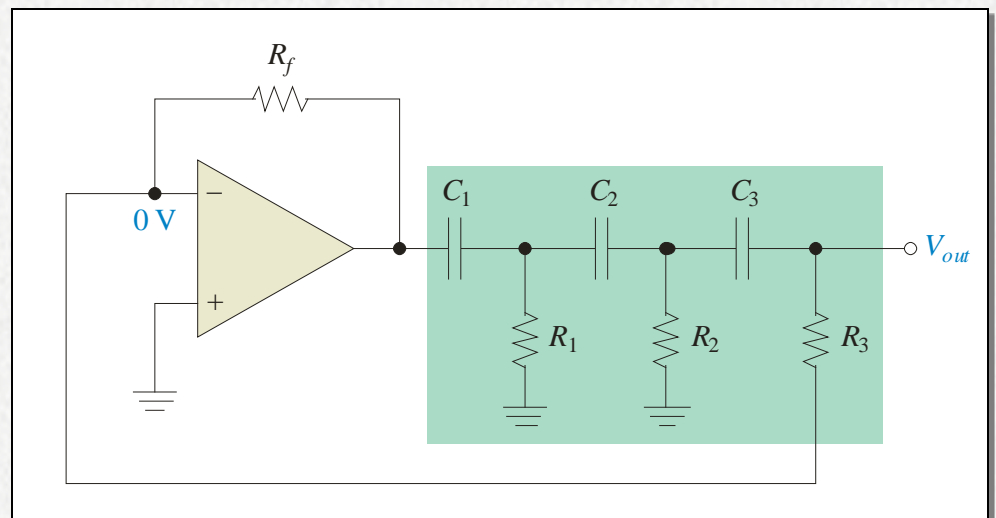 Rf
C1 C2 C3
−
0 V
Vout
+
R1 R2 R3